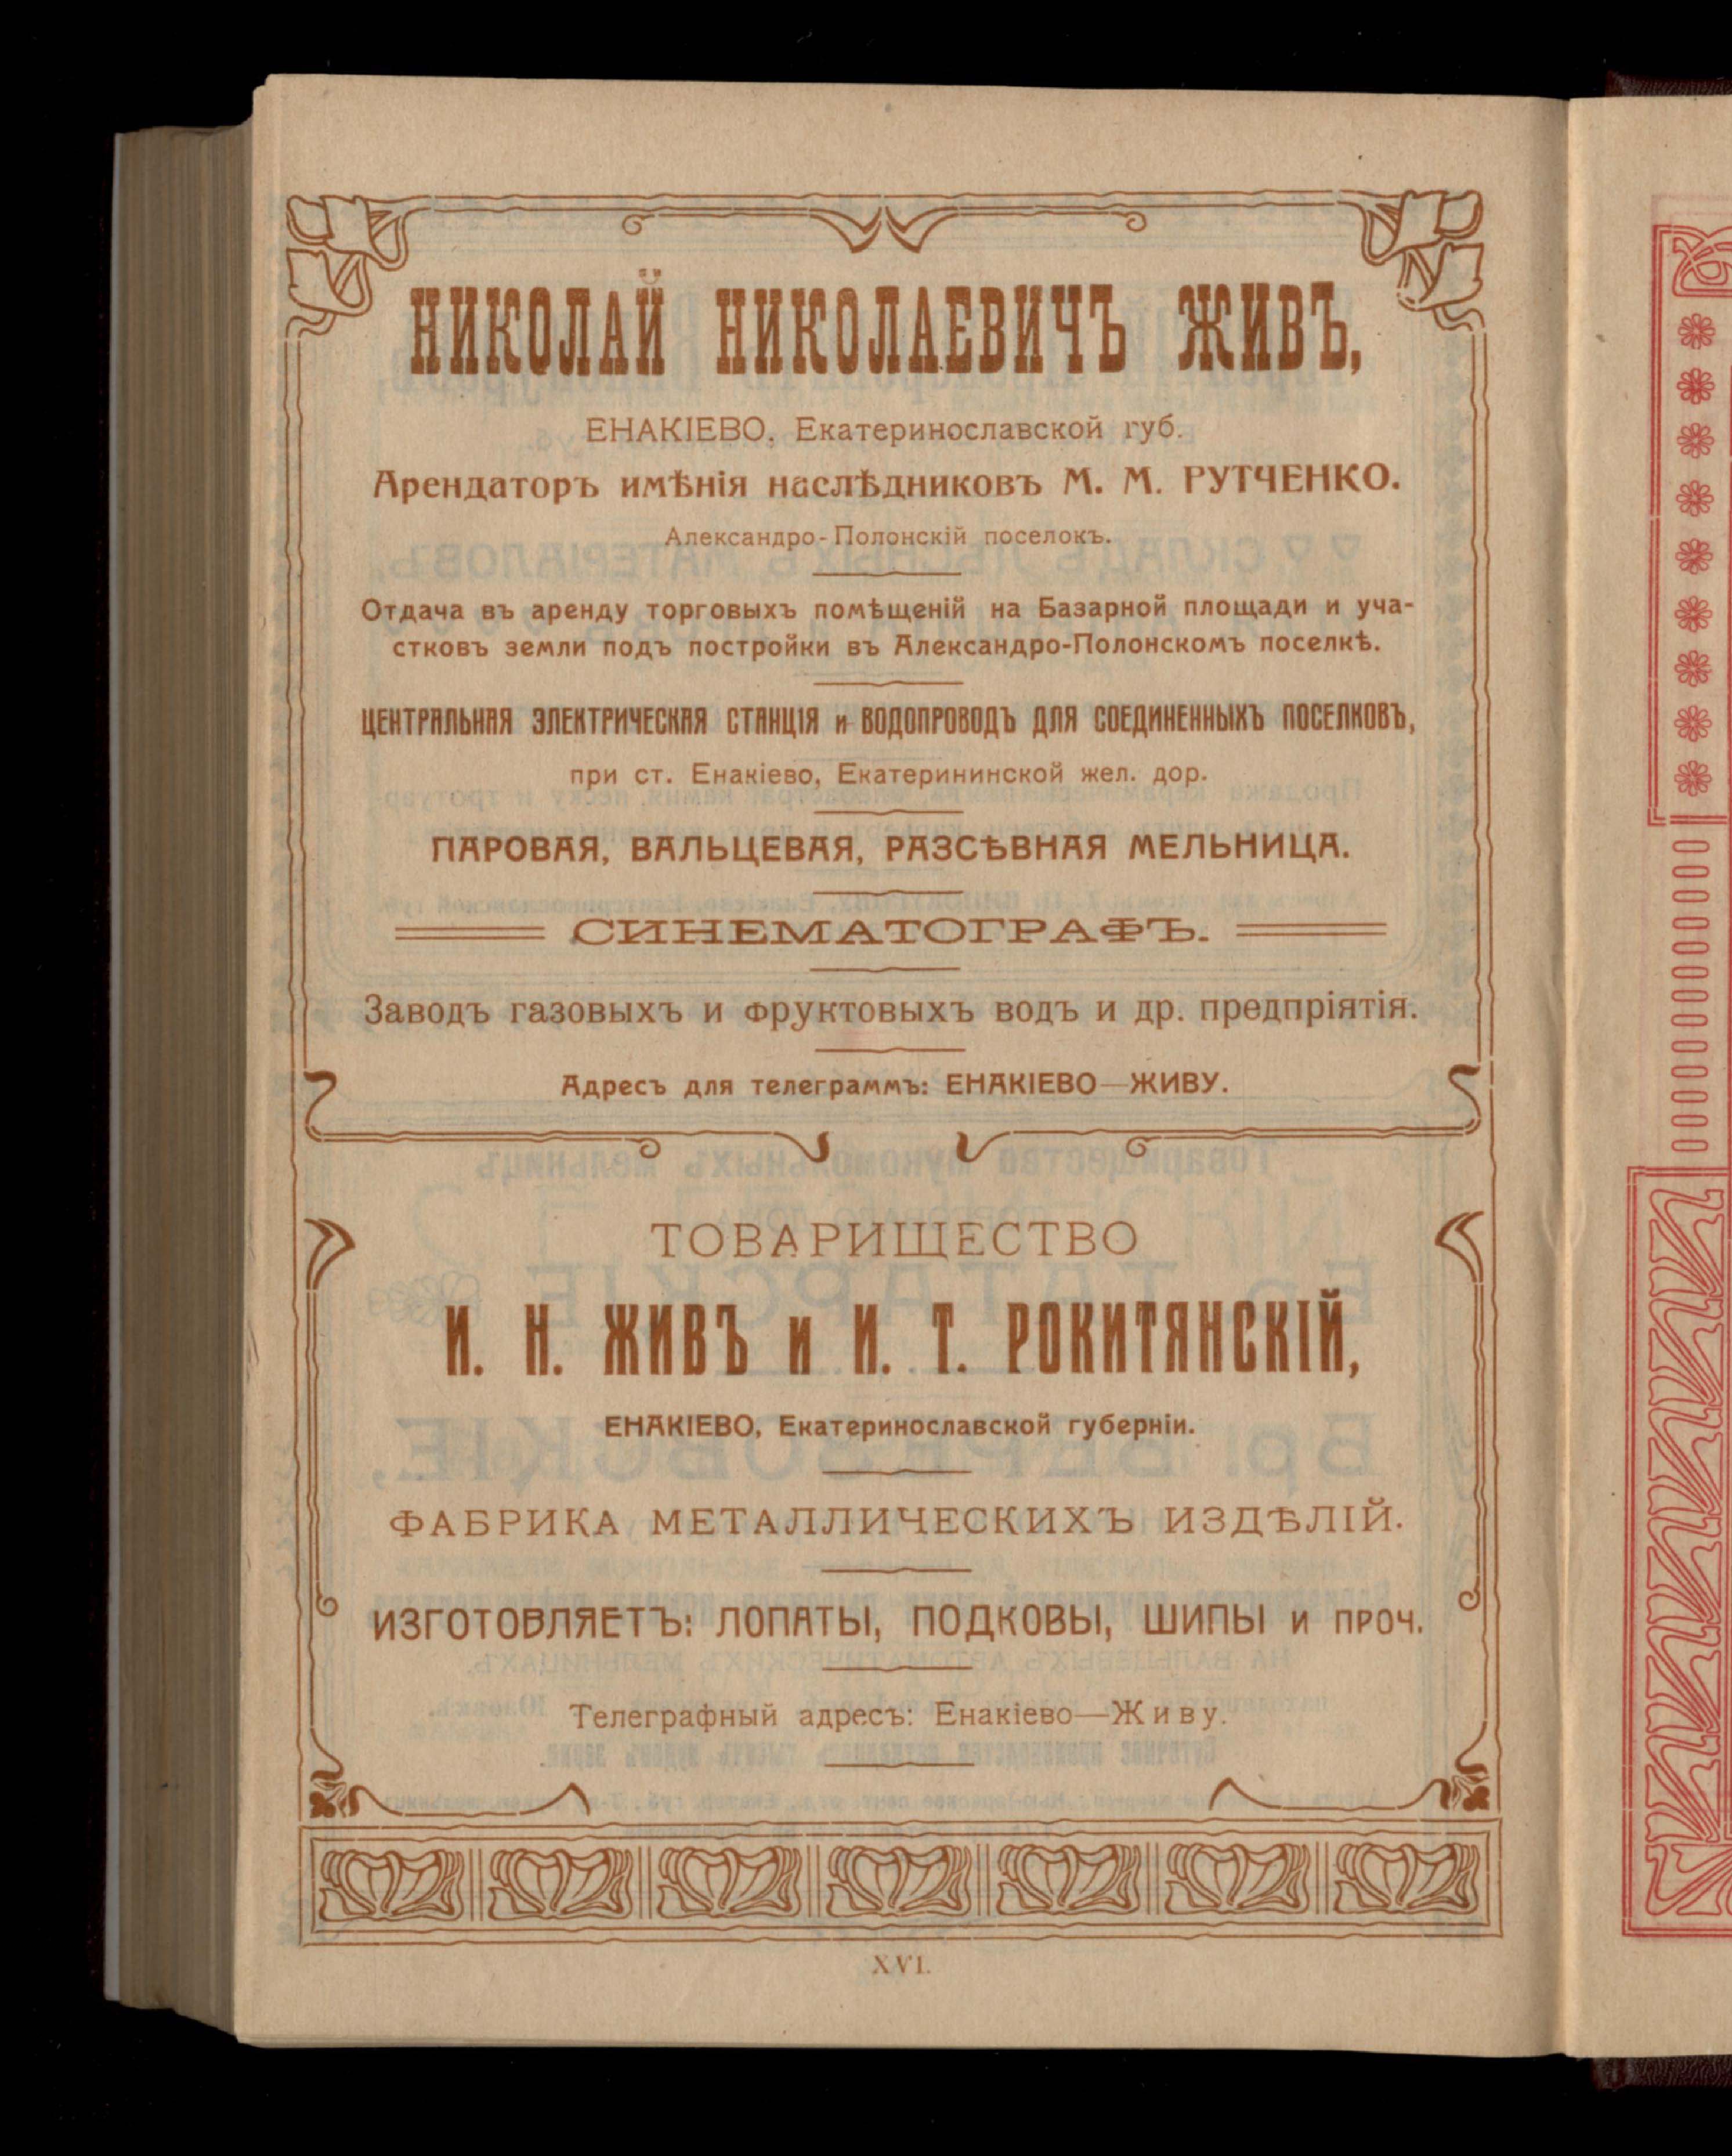 НИКОЛАЙ НИКОЛАЕВИЧЪ ЖИВЪ,
ЕНАКІЕВО, Екатеринославской губ.
Арендаторъ имѣнія наслѣдниковъ М. М. РУТЧЕНКО.
Александро-Полонскій поселокъ.
Отдача въ аренду торговыхъ помѣщеній на Базарной площади и уча-
стковъ земли подъ постройки въ Александро-Полонскомъ поселкѣ.
ЦЕНТРАЛЬНАЯ ЭЛЕКТРИЧЕСКАЯ СТАНЦІЯ и ВОДОПРОВОДЪ ДЛЯ СОЕДИНЕННЫХЪ ПОСЕЛКОВЪ,
при ст. Енакіево, Екатерининской жел. дор.
ПАРОВАЯ, ВАЛЬЦЕВАЯ, РАЗСѢВНАЯ МЕЛЬНИЦА.
СИНЕМАТОГРАФЪ.
Заводъ газовыхъ и фруктовыхъ водъ и др. предпріятія.
Адресъ для телеграммъ: ЕНАКІЕВО—ЖИВУ.
ТОВАРИЩЕСТВО
И. Н. ЖИВЪ и И. Т. РОКИТЯНСКІЙ,
ЕНАКІЕВО, Екатеринославской губерніи.
ФАБРИКА МЕТАЛЛИЧЕСКИХЪ ИЗДѢЛІЙ.
ИЗГОТОВЛЯЕТЪ: ЛОПАТЫ, ПОДКОВЫ, ШИПЫ и ПРОЧ.
Телеграфный адресъ: Енакіево—Живу.
XVI.